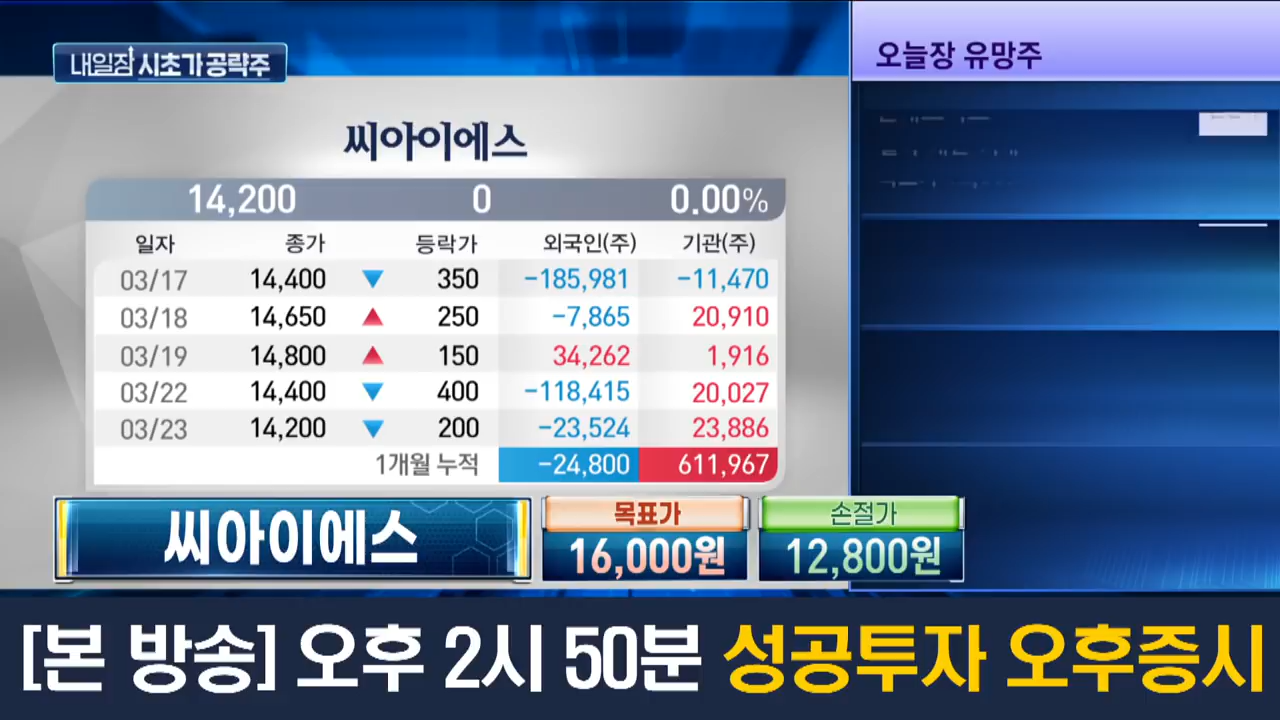 내일장 시초가 공략주
오늘장 유망주
씨아이에스
14,200 0 0.00%
일자 종가 등락가 외국인(주) 기관(주)
03/17 14,400 ▼ 350 -185,981 -11,470
03/18 14,650 ▲ 250 -7,865 20,910
03/19 14,800 ▲ 150 34,262 1,916
03/22 14,400 ▼ 400 -118,415 20,027
03/23 14,200 ▼ 200 -23,524 23,886
1개월 누적 -24,800 611,967
씨아이에스
목표가
16,000원
손절가
12,800원
[본 방송] 오후 2시 50분 성공투자 오후증시